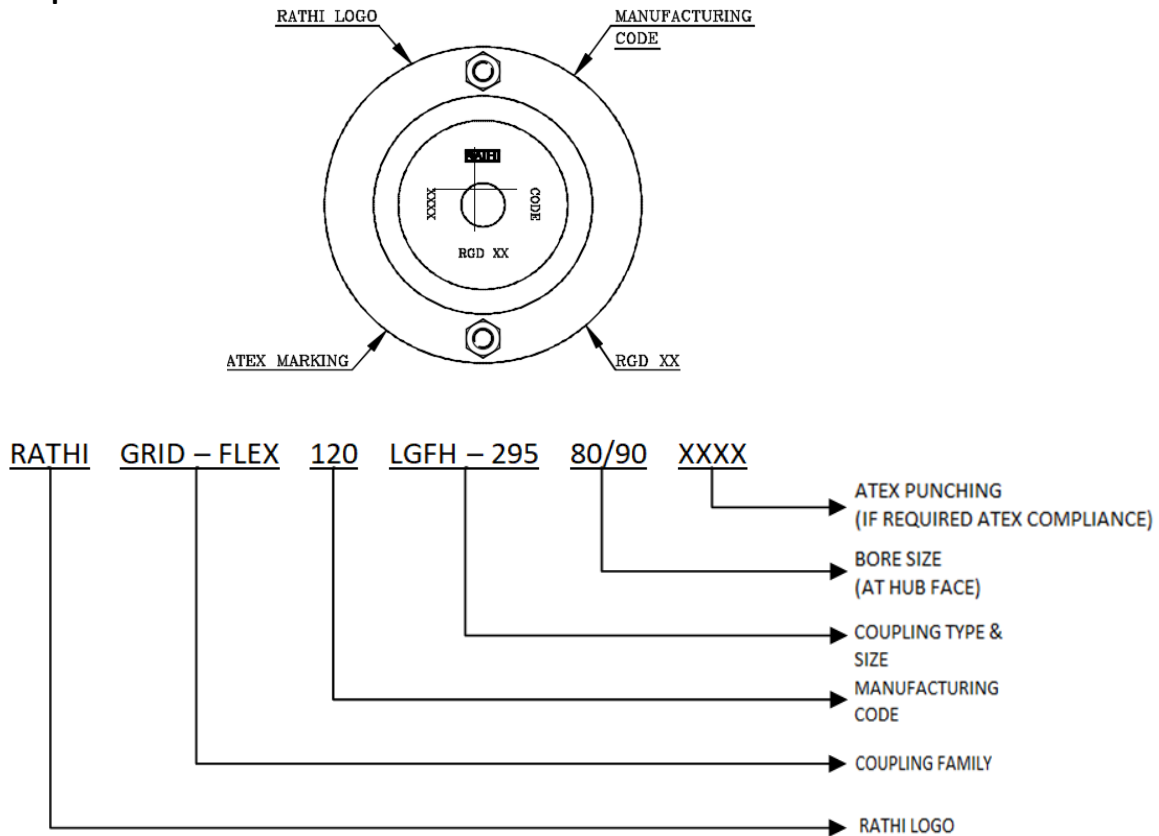 RATHI LOGO
MANUFACTURING
CODE
RATHI
XXXX
CODE
RGD XX
ATEX MARKING
RGD XX
RATHI GRID – FLEX 120 LGFH – 295 80/90 XXXX
ATEX PUNCHING
(IF REQUIRED ATEX COMPLIANCE)
BORE SIZE
(AT HUB FACE)
COUPLING TYPE &
SIZE
MANUFACTURING
CODE
COUPLING FAMILY
RATHI LOGO